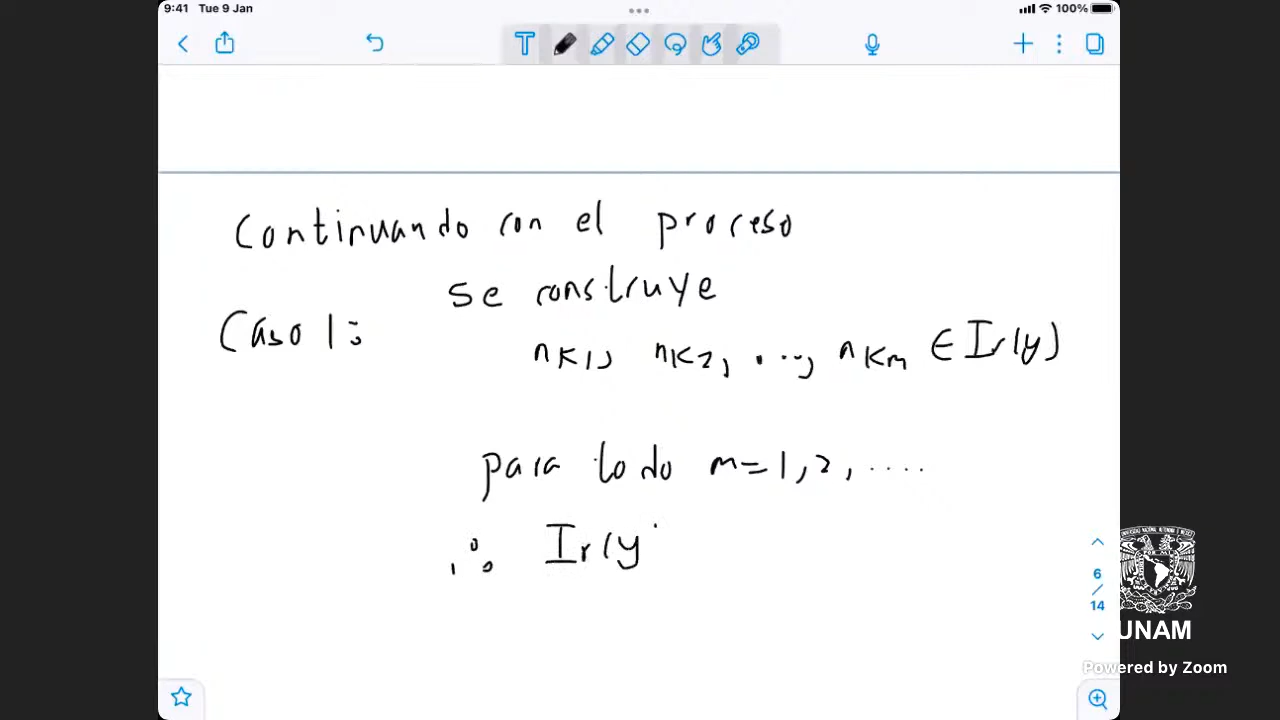 9:41 Tue 9 Jan
100%
T
Continuando con el proceso
se construye
Caso 1:
nk1, nk2, ..., nkm ∈ Ir(y)
para todo m=1,2, ....
∴ Ir(y
6
/
14
UNAM
Powered by Zoom